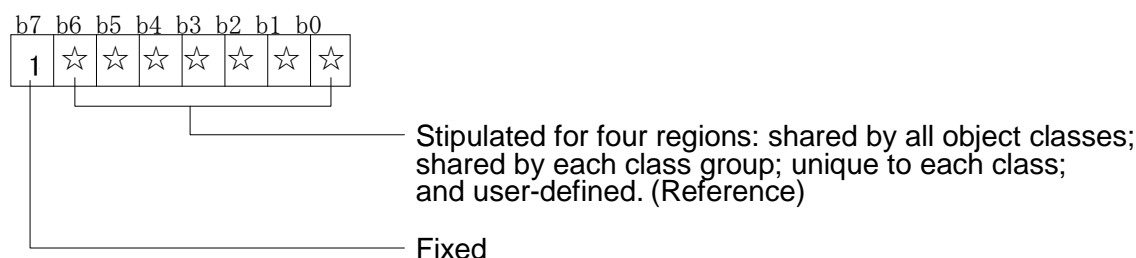 b7 b6 b5 b4 b3 b2 b1 b0
1 ☆ ☆ ☆ ☆ ☆ ☆ ☆
Stipulated for four regions: shared by all object classes;
shared by each class group; unique to each class;
and user-defined. (Reference)
Fixed